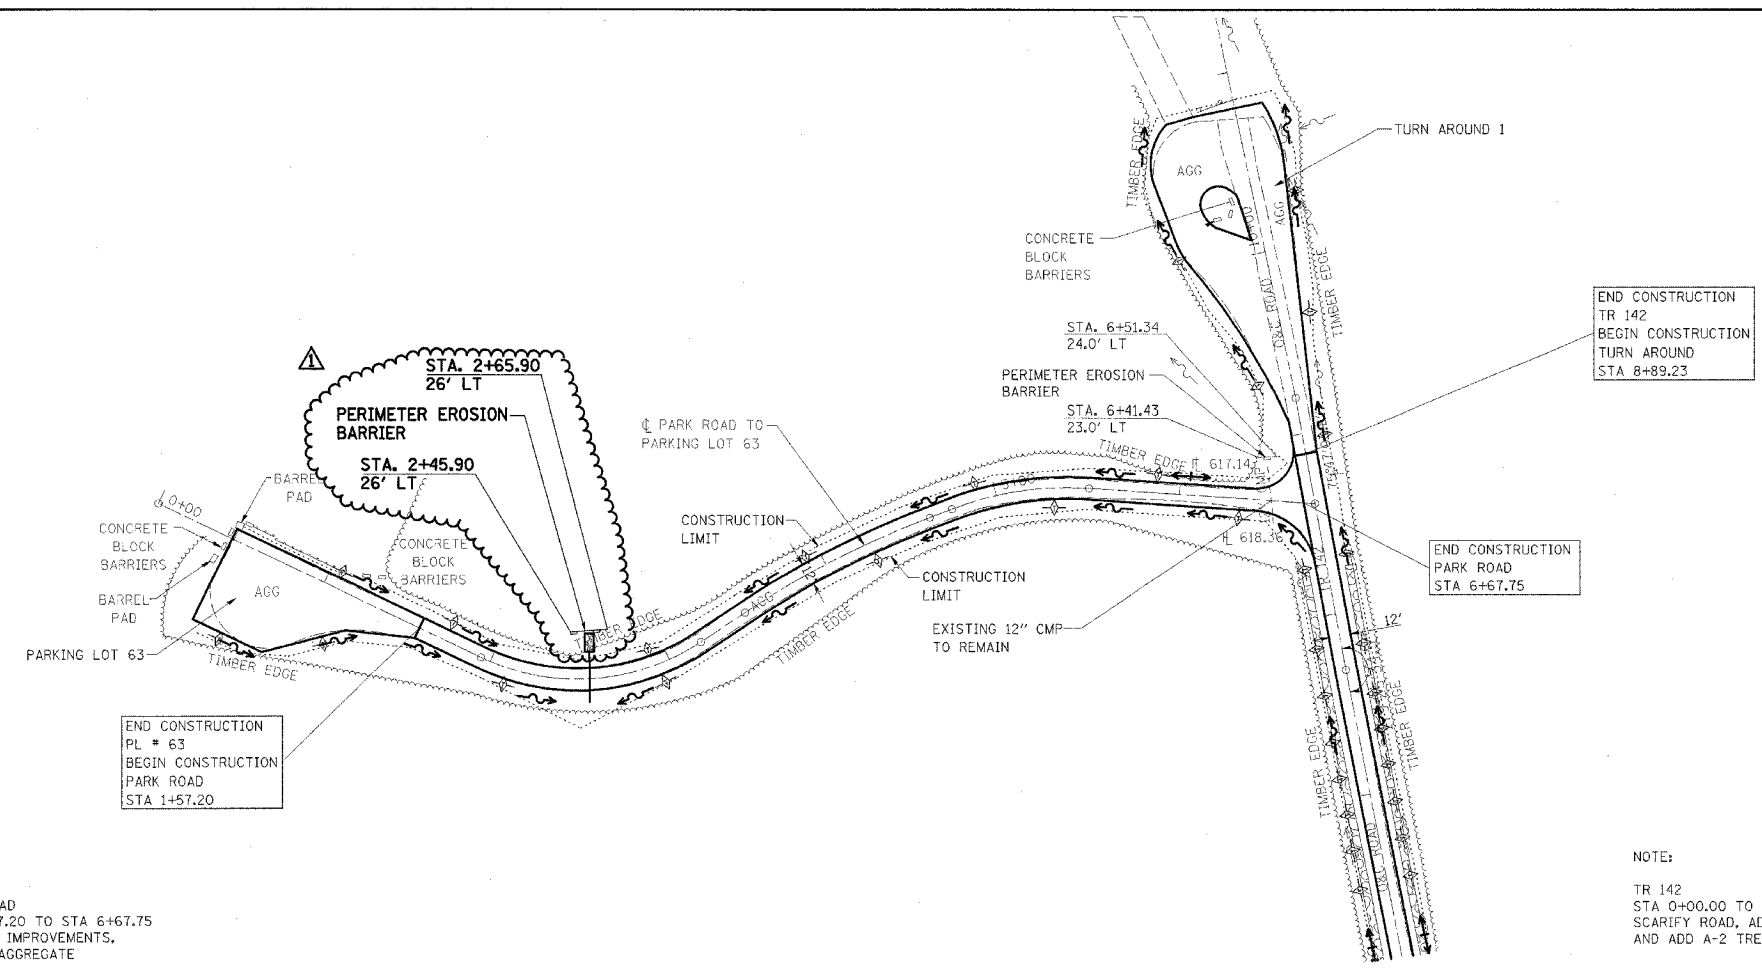 TURN AROUND 1
TIMBER EDGE
AGG
AGG
CONCRETE
BLOCK
BARRIERS
O&C ROAD
TIMBER EDGE
END CONSTRUCTION
TR 142
BEGIN CONSTRUCTION
TURN AROUND
STA 8+89.23
STA. 6+51.34
24.0' LT
PERIMETER EROSION
BARRIER
STA. 6+41.43
23.0' LT
1
STA. 2+65.90
26' LT
PERIMETER EROSION
BARRIER
STA. 2+45.90
26' LT
℄ PARK ROAD TO
PARKING LOT 63
TIMBER EDGE
617.14
618.36
5+00
CONSTRUCTION
LIMIT
BARREL
PAD
0+00
CONCRETE
BLOCK
BARRIERS
CONCRETE
BLOCK
BARRIERS
AGG
BARREL
PAD
PARKING LOT 63
TIMBER EDGE
TIMBER EDGE
AGG
TIMBER EDGE
CONSTRUCTION
LIMIT
EXISTING 12" CMP
TO REMAIN
END CONSTRUCTION
PARK ROAD
STA 6+67.75
TR 142
12'
TIMBER EDGE
TIMBER EDGE
O&C ROAD
END CONSTRUCTION
PL # 63
BEGIN CONSTRUCTION
PARK ROAD
STA 1+57.20
AD
7.20 TO STA 6+67.75
IMPROVEMENTS,
AGGREGATE
NOTE:
TR 142
STA 0+00.00 TO
SCARIFY ROAD, AD
AND ADD A-2 TRE